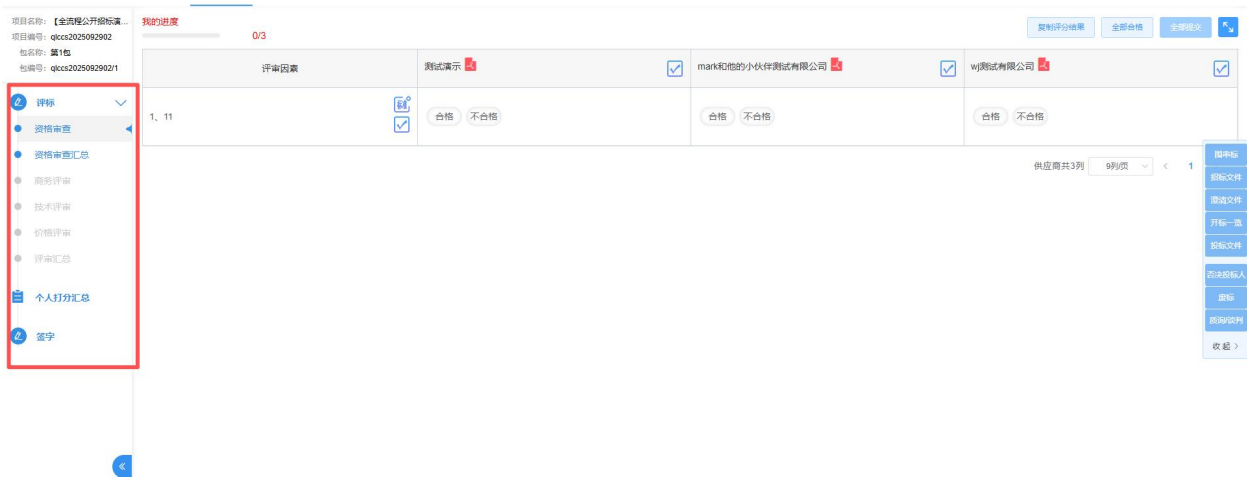 项目名称：【全流程公开招标演...
项目编号：qlccs2025092902
包名称：第1包
包编号：qlccs2025092902/1
评标
资格审查
资格审查汇总
商务评审
技术评审
价格评审
评审汇总
个人打分汇总
签字
我的进度
0/3
复制评分结果 全部合格 全部提交
评审因素 测试演示 mark和他的小伙伴测试有限公司 wj测试有限公司
1、11 合格 不合格 合格 不合格 合格 不合格
供应商共3列 9列/页 < 1
围串标
招标文件
澄清文件
开标一览
投标文件
否决投标人
废标
质询/谈判
收起 >